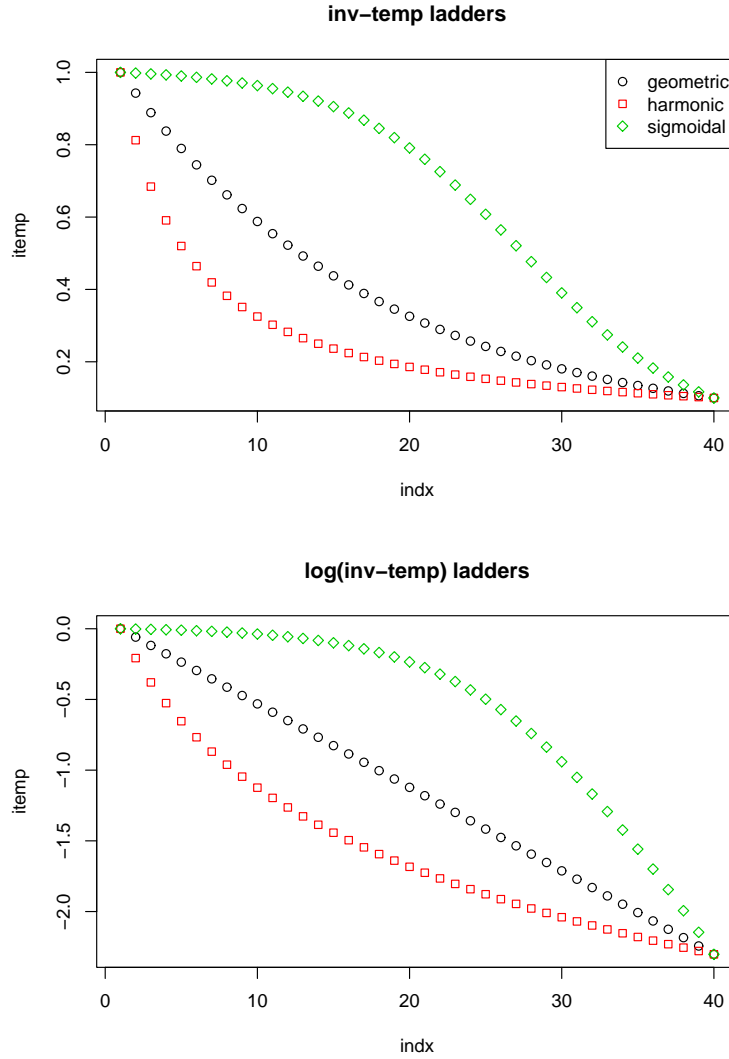 inv−temp ladders
geometric
harmonic
sigmoidal
1.0
0.8
0.6
0.4
0.2
itemp
0 10 20 30 40
indx
log(inv−temp) ladders
0.0
−0.5
−1.0
−1.5
−2.0
itemp
0 10 20 30 40
indx